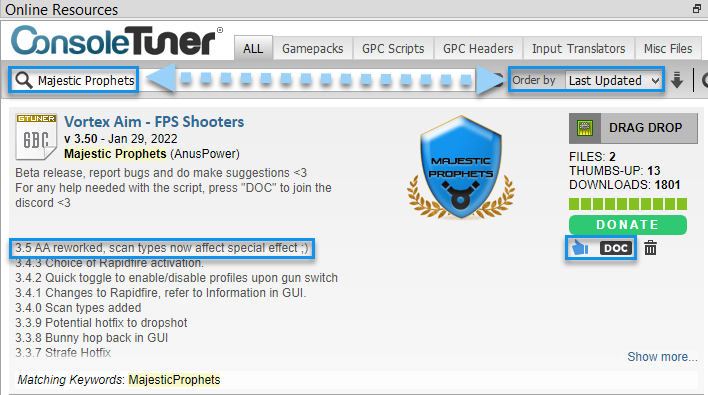 Online Resources
ConsoleTuner®
ALL Gamepacks GPC Scripts GPC Headers Input Translators Misc Files
Majestic Prophets Order by Last Updated
GTUNER
GBC
Vortex Aim - FPS Shooters
v 3.50 - Jan 29, 2022
Majestic Prophets (AnusPower)
Beta release, report bugs and do make suggestions <3
For any help needed with the script, press "DOC" to join the
discord <3
3.5 AA reworked, scan types now affect special effect ;)
3.4.3 Choice of Rapidfire activation.
3.4.2 Quick toggle to enable/disable profiles upon gun switch
3.4.1 Changes to Rapidfire, refer to Information in GUI.
3.4.0 Scan types added
3.3.9 Potential hotfix to dropshot
3.3.8 Bunny hop back in GUI
3.3.7 Strafe Hotfix
MAJESTIC
PROPHETS
DRAG DROP
FILES: 2
THUMBS-UP: 13
DOWNLOADS: 1801
DONATE
DOC
Show more...
Matching Keywords: MajesticProphets